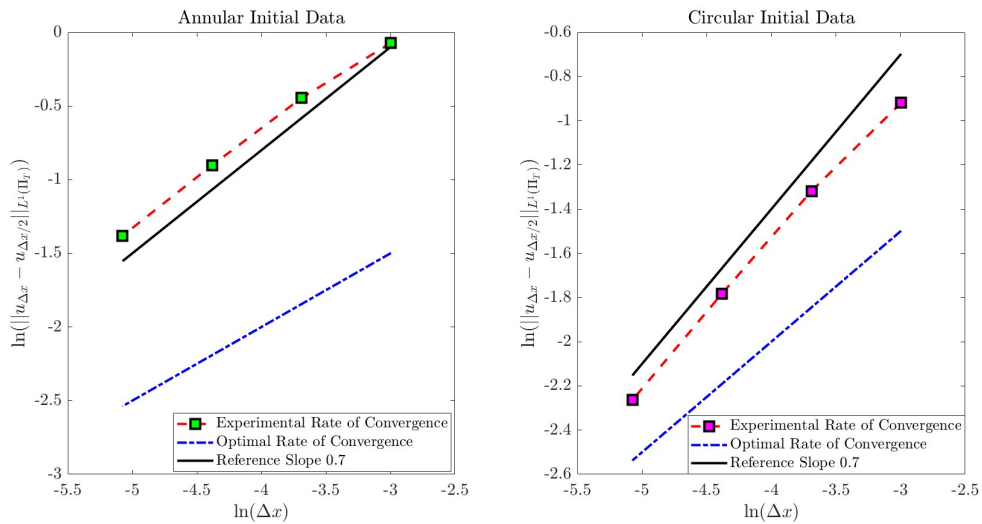 Annular Initial Data
0
-0.5
-1
-1.5
-2
-2.5
-3
ln(||u_{Δx} − u_{Δx/2}||_{L¹(Π_T)})
-5.5 -5 -4.5 -4 -3.5 -3 -2.5
ln(Δx)
Experimental Rate of Convergence
Optimal Rate of Convergence
Reference Slope 0.7
Circular Initial Data
-0.6
-0.8
-1
-1.2
-1.4
-1.6
-1.8
-2
-2.2
-2.4
-2.6
ln(||u_{Δx} − u_{Δx/2}||_{L¹(Π_T)})
-5.5 -5 -4.5 -4 -3.5 -3 -2.5
ln(Δx)
Experimental Rate of Convergence
Optimal Rate of Convergence
Reference Slope 0.7